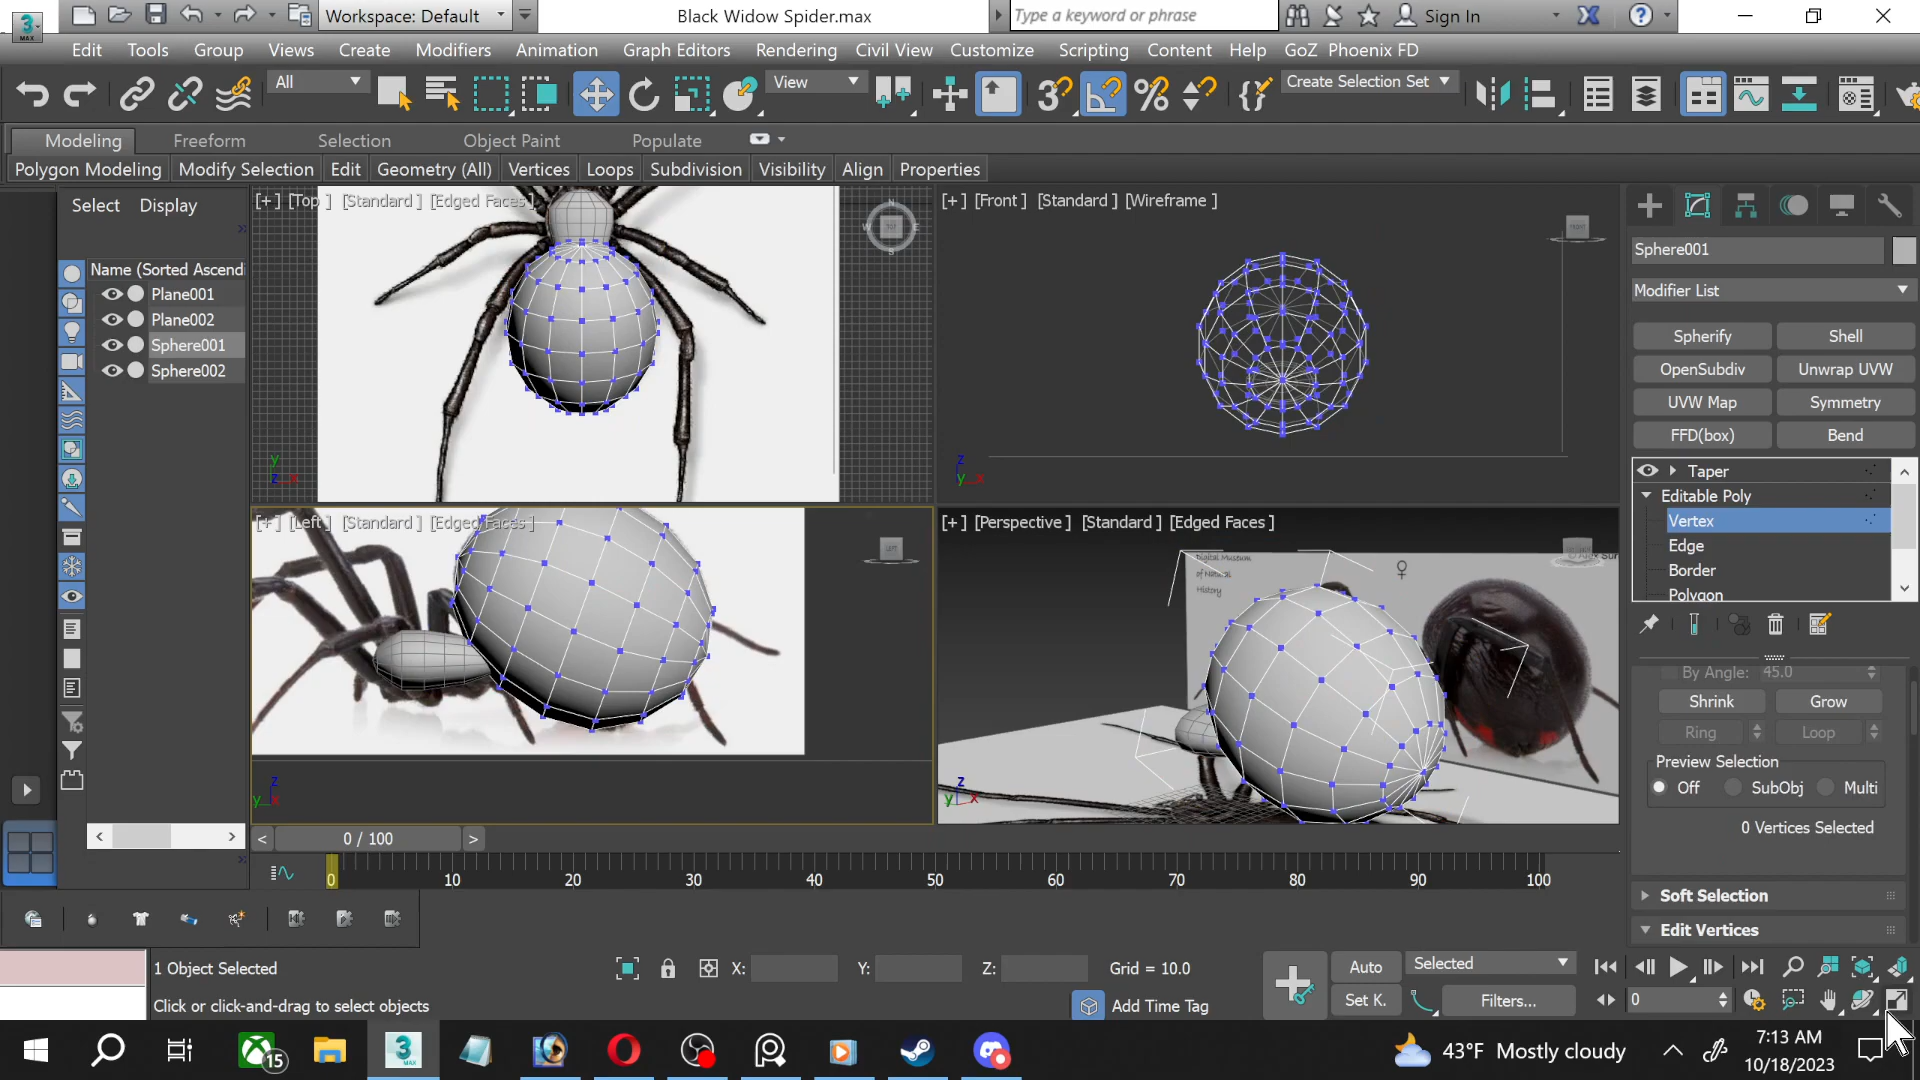 Workspace: Default
Black Widow Spider.max
Type a keyword or phrase
Sign In
Edit Tools Group Views Create Modifiers Animation Graph Editors Rendering Civil View Customize Scripting Content Help GoZ Phoenix FD
All
View
Create Selection Set
Modeling Freeform Selection Object Paint Populate
Polygon Modeling Modify Selection Edit Geometry (All) Vertices Loops Subdivision Visibility Align Properties
Select Display
Name (Sorted Ascendi
Plane001
Plane002
Sphere001
Sphere002
[+] [Top ] [Standard ] [Edged Faces ]
[+] [Front ] [Standard ] [Wireframe ]
[+] [Left ] [Standard ] [Edged Faces ]
[+] [Perspective ] [Standard ] [Edged Faces ]
Digital Museum
of Natural
History
Sphere001
Modifier List
Spherify Shell
OpenSubdiv Unwrap UVW
UVW Map Symmetry
FFD(box) Bend
Taper
Editable Poly
Vertex
Edge
Border
Polygon
By Angle: 45.0
Shrink Grow
Ring Loop
Preview Selection
Off SubObj Multi
0 Vertices Selected
Soft Selection
Edit Vertices
< 0 / 100 >
0 10 20 30 40 50 60 70 80 90 100
1 Object Selected
X: Y: Z: Grid = 10.0
Click or click-and-drag to select objects
Add Time Tag
Auto Selected
Set K. Filters...
0
15
43°F Mostly cloudy
7:13 AM
10/18/2023